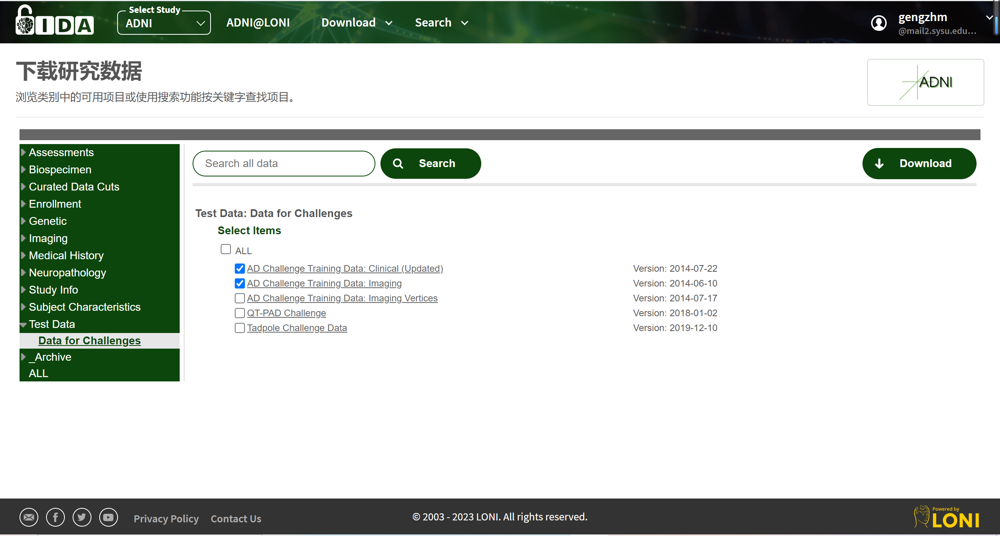 IDA
Select Study
ADNI
ADNI@LONI
Download
Search
gengzhm
@mail2.sysu.edu...
下载研究数据
浏览类别中的可用项目或使用搜索功能按关键字查找项目。
ADNI
Assessments
Biospecimen
Curated Data Cuts
Enrollment
Genetic
Imaging
Medical History
Neuropathology
Study Info
Subject Characteristics
Test Data
Data for Challenges
_Archive
ALL
Search all data
Search
Download
Test Data: Data for Challenges
Select Items
ALL
AD Challenge Training Data: Clinical (Updated) Version: 2014-07-22
AD Challenge Training Data: Imaging Version: 2014-06-10
AD Challenge Training Data: Imaging Vertices Version: 2014-07-17
QT-PAD Challenge Version: 2018-01-02
Tadpole Challenge Data Version: 2019-12-10
Privacy Policy Contact Us
© 2003 - 2023 LONI. All rights reserved.
Powered by
LONI